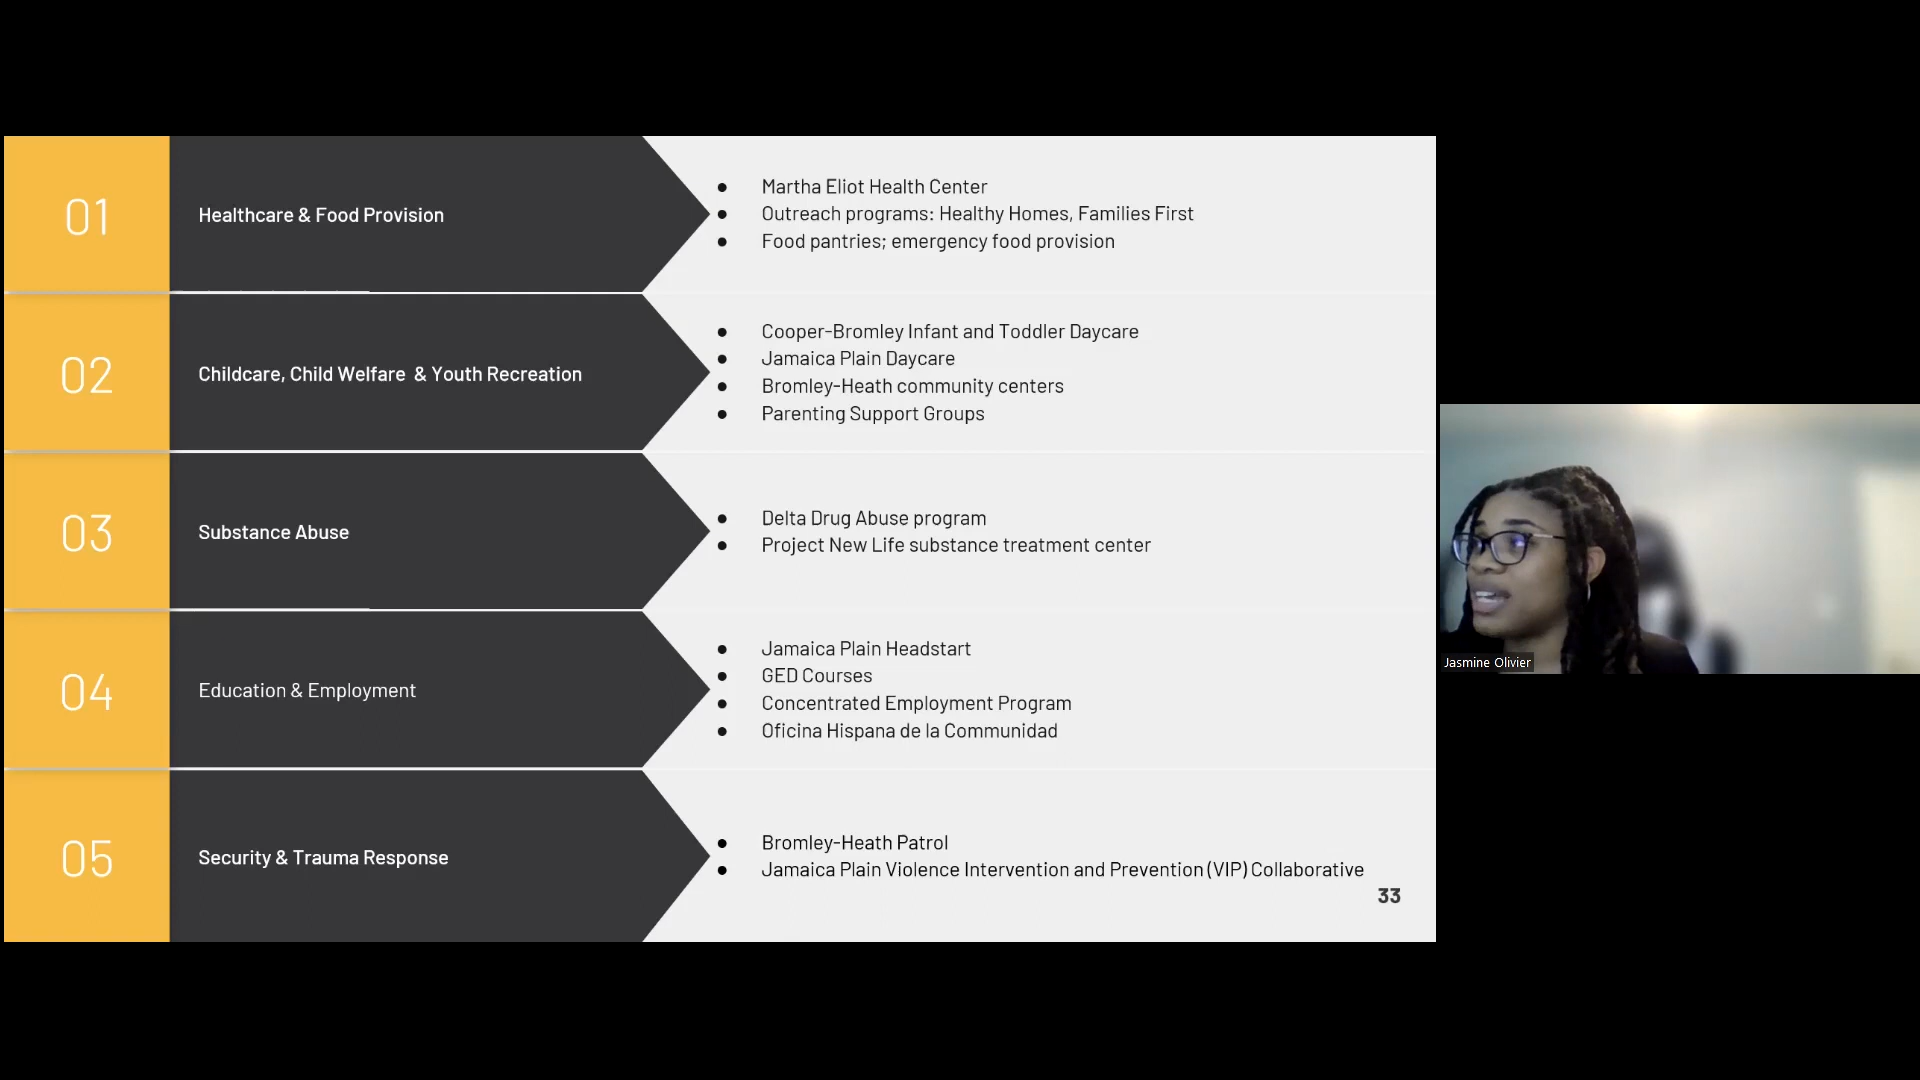 01
Healthcare & Food Provision
● Martha Eliot Health Center
● Outreach programs: Healthy Homes, Families First
● Food pantries; emergency food provision
02
Childcare, Child Welfare & Youth Recreation
● Cooper-Bromley Infant and Toddler Daycare
● Jamaica Plain Daycare
● Bromley-Heath community centers
● Parenting Support Groups
03
Substance Abuse
● Delta Drug Abuse program
● Project New Life substance treatment center
04
Education & Employment
● Jamaica Plain Headstart
● GED Courses
● Concentrated Employment Program
● Oficina Hispana de la Communidad
05
Security & Trauma Response
● Bromley-Heath Patrol
● Jamaica Plain Violence Intervention and Prevention (VIP) Collaborative
33
Jasmine Olivier